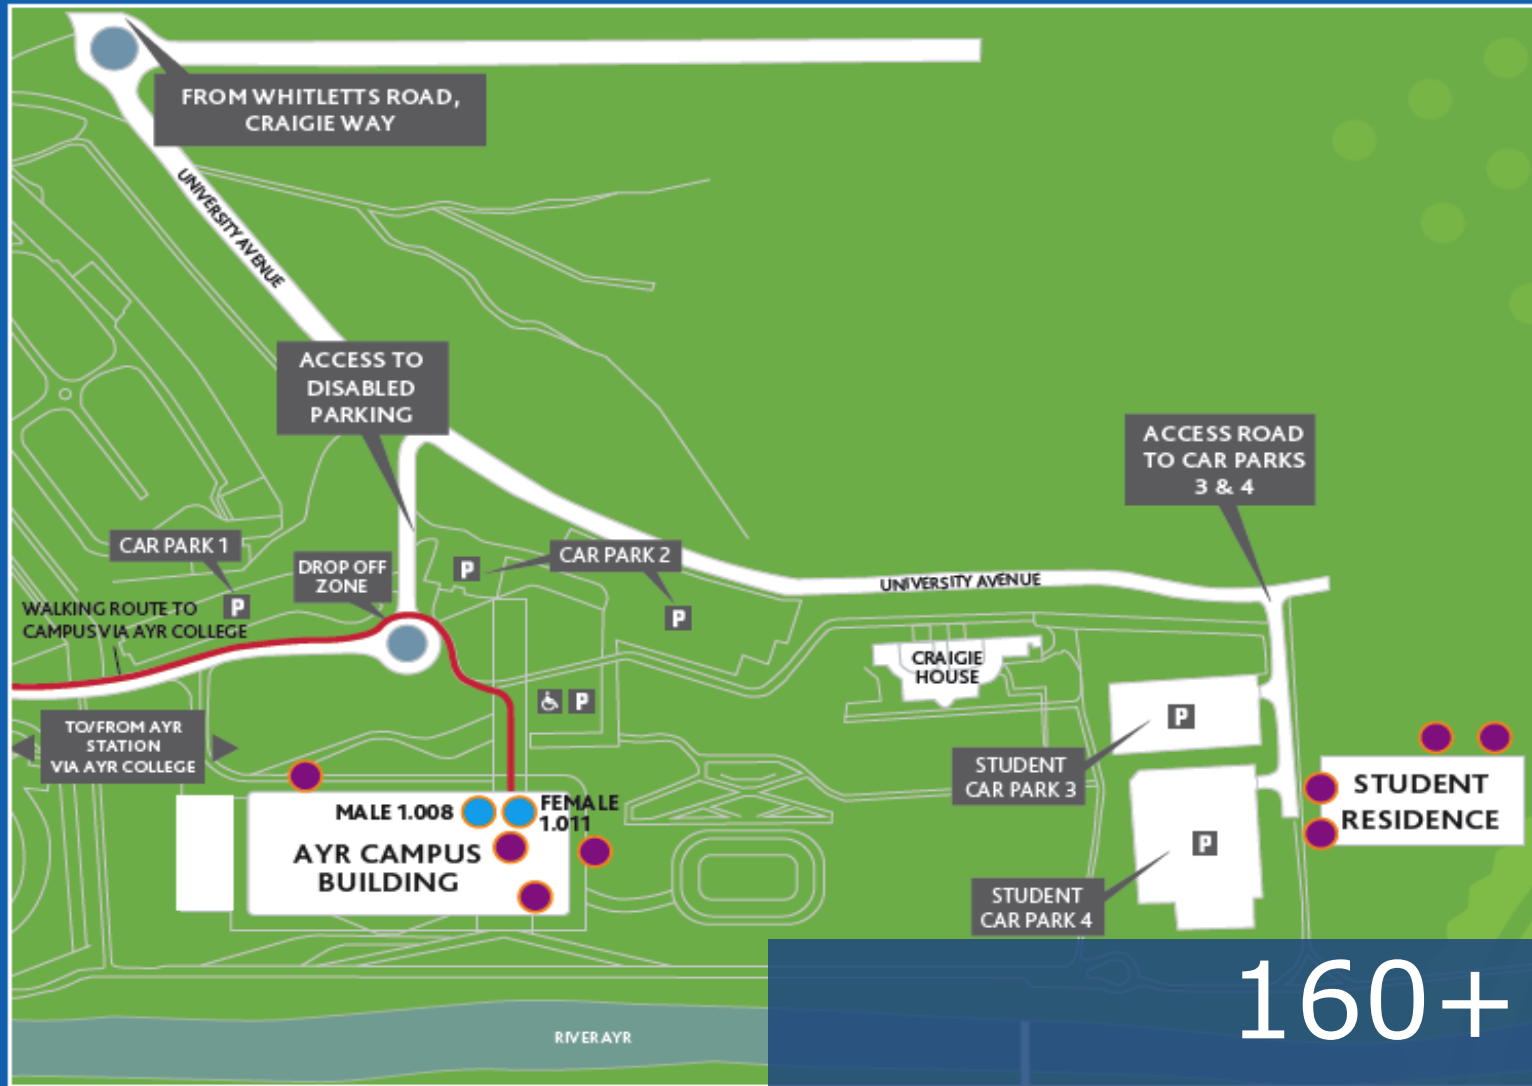 FROM WHITLETTS ROAD,
CRAIGIE WAY
UNIVERSITY AVENUE
ACCESS TO
DISABLED
PARKING
ACCESS ROAD
TO CAR PARKS
3 & 4
CAR PARK 1
P
DROP OFF
ZONE
P
CAR PARK 2
P
UNIVERSITY AVENUE
WALKING ROUTE TO
CAMPUS VIA AYR COLLEGE
CRAIGIE
HOUSE
P
TO/FROM AYR
STATION
VIA AYR COLLEGE
P
STUDENT
CAR PARK 3
MALE 1.008
FEMALE
1.011
AYR CAMPUS
BUILDING
STUDENT
RESIDENCE
P
STUDENT
CAR PARK 4
RIVER AYR
160+